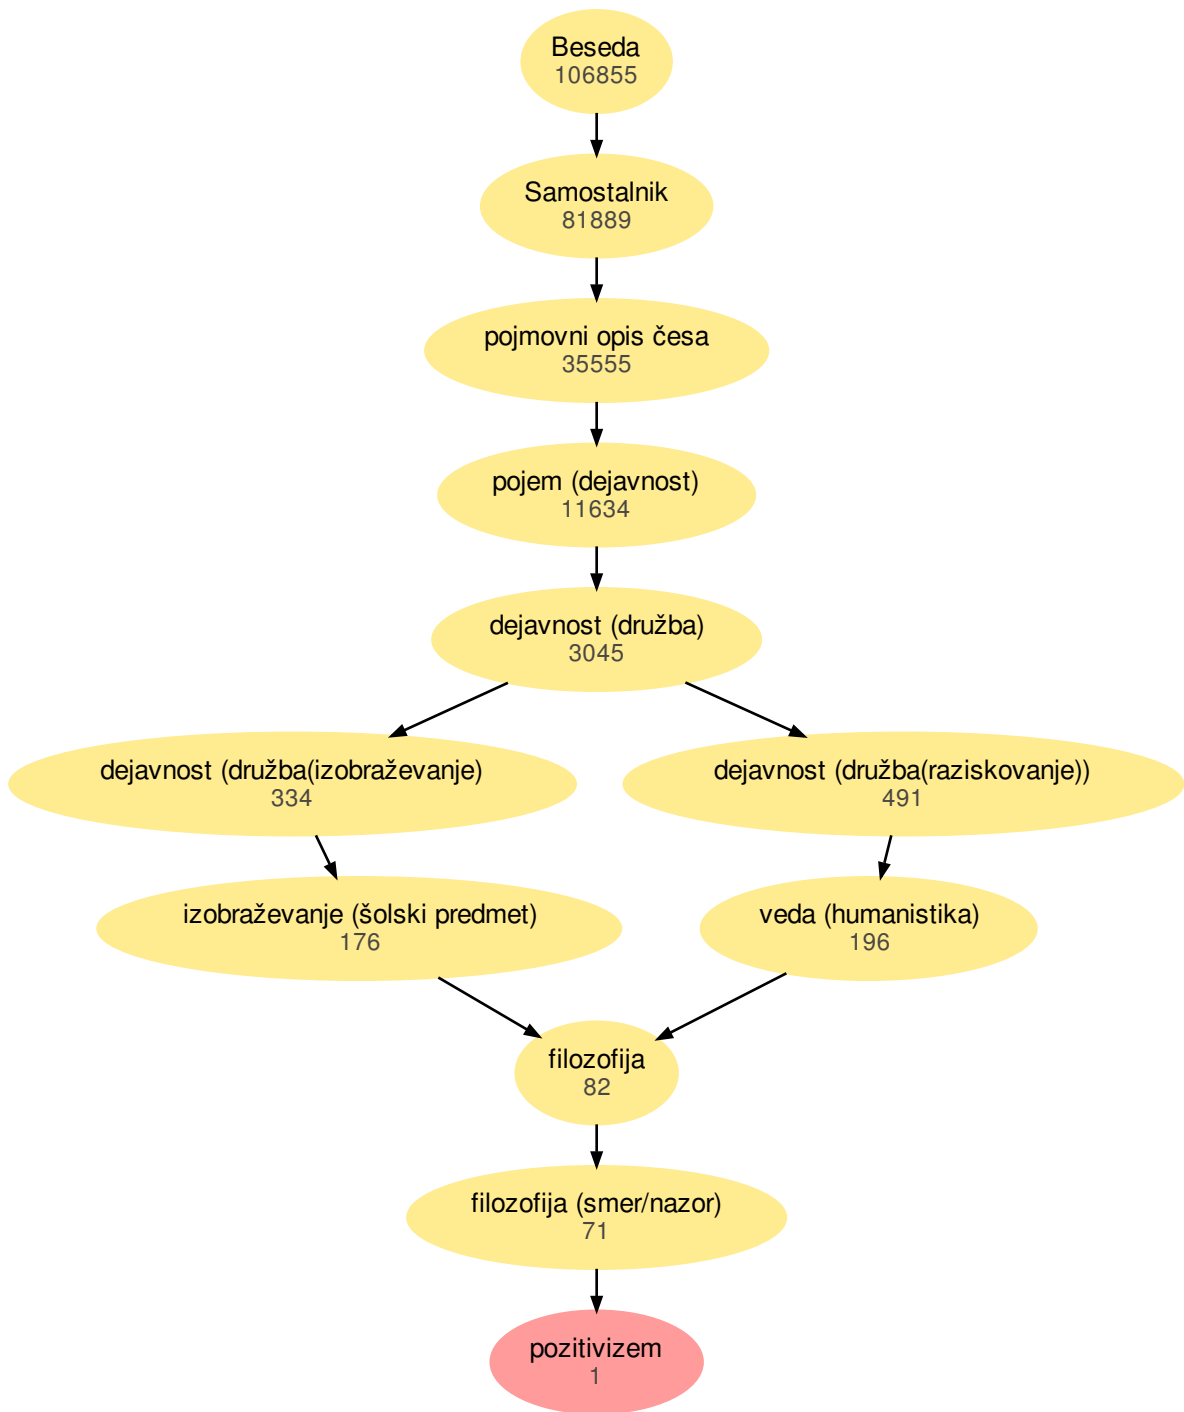 Beseda
106855
Samostalnik
81889
pojmovni opis česa
35555
pojem (dejavnost)
11634
dejavnost (družba)
3045
dejavnost (družba(izobraževanje)
334
dejavnost (družba(raziskovanje))
491
izobraževanje (šolski predmet)
176
veda (humanistika)
196
filozofija
82
filozofija (smer/nazor)
71
pozitivizem
1